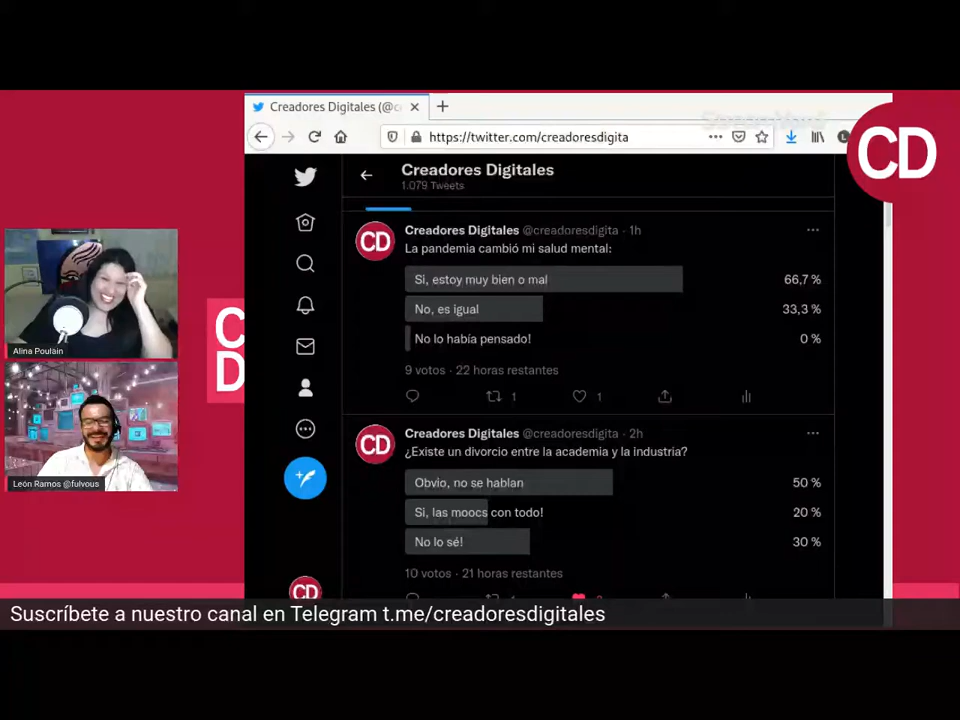 Creadores Digitales (@c
https://twitter.com/creadoresdigita
CD
Creadores Digitales
1.079 Tweets
CD
Creadores Digitales @creadoresdigita · 1h
La pandemia cambió mi salud mental:
Si, estoy muy bien o mal 66,7 %
No, es igual 33,3 %
No lo había pensado! 0 %
9 votos · 22 horas restantes
1 1
CD
Creadores Digitales @creadoresdigita · 2h
¿Existe un divorcio entre la academia y la industria?
Obvio, no se hablan 50 %
Si, las moocs con todo! 20 %
No lo sé! 30 %
10 votos · 21 horas restantes
Alina Poulain
León Ramos @fulvous
C
D
CD
Suscríbete a nuestro canal en Telegram t.me/creadoresdigitales